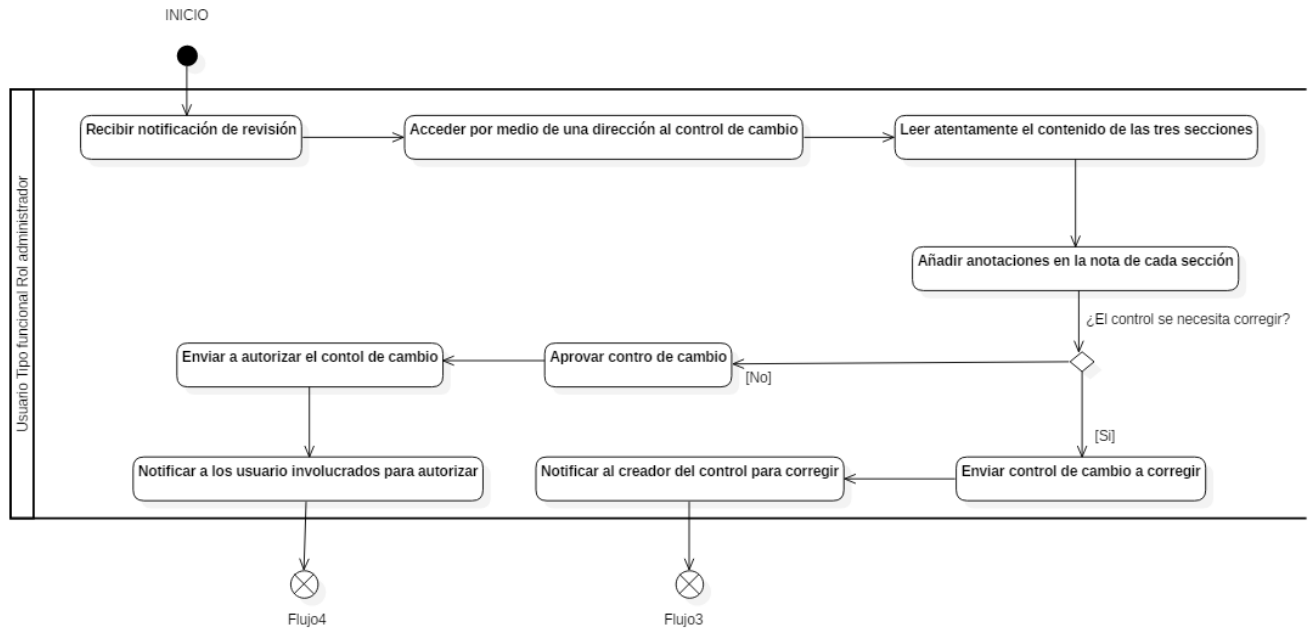 INICIO
Usuario Tipo funcional Rol administrador
Recibir notificación de revisión
Acceder por medio de una dirección al control de cambio
Leer atentamente el contenido de las tres secciones
Añadir anotaciones en la nota de cada sección
¿El control se necesita corregir?
Enviar a autorizar el contol de cambio
Aprovar contro de cambio
[No]
[Si]
Notificar a los usuario involucrados para autorizar
Notificar al creador del control para corregir
Enviar control de cambio a corregir
Flujo4
Flujo3